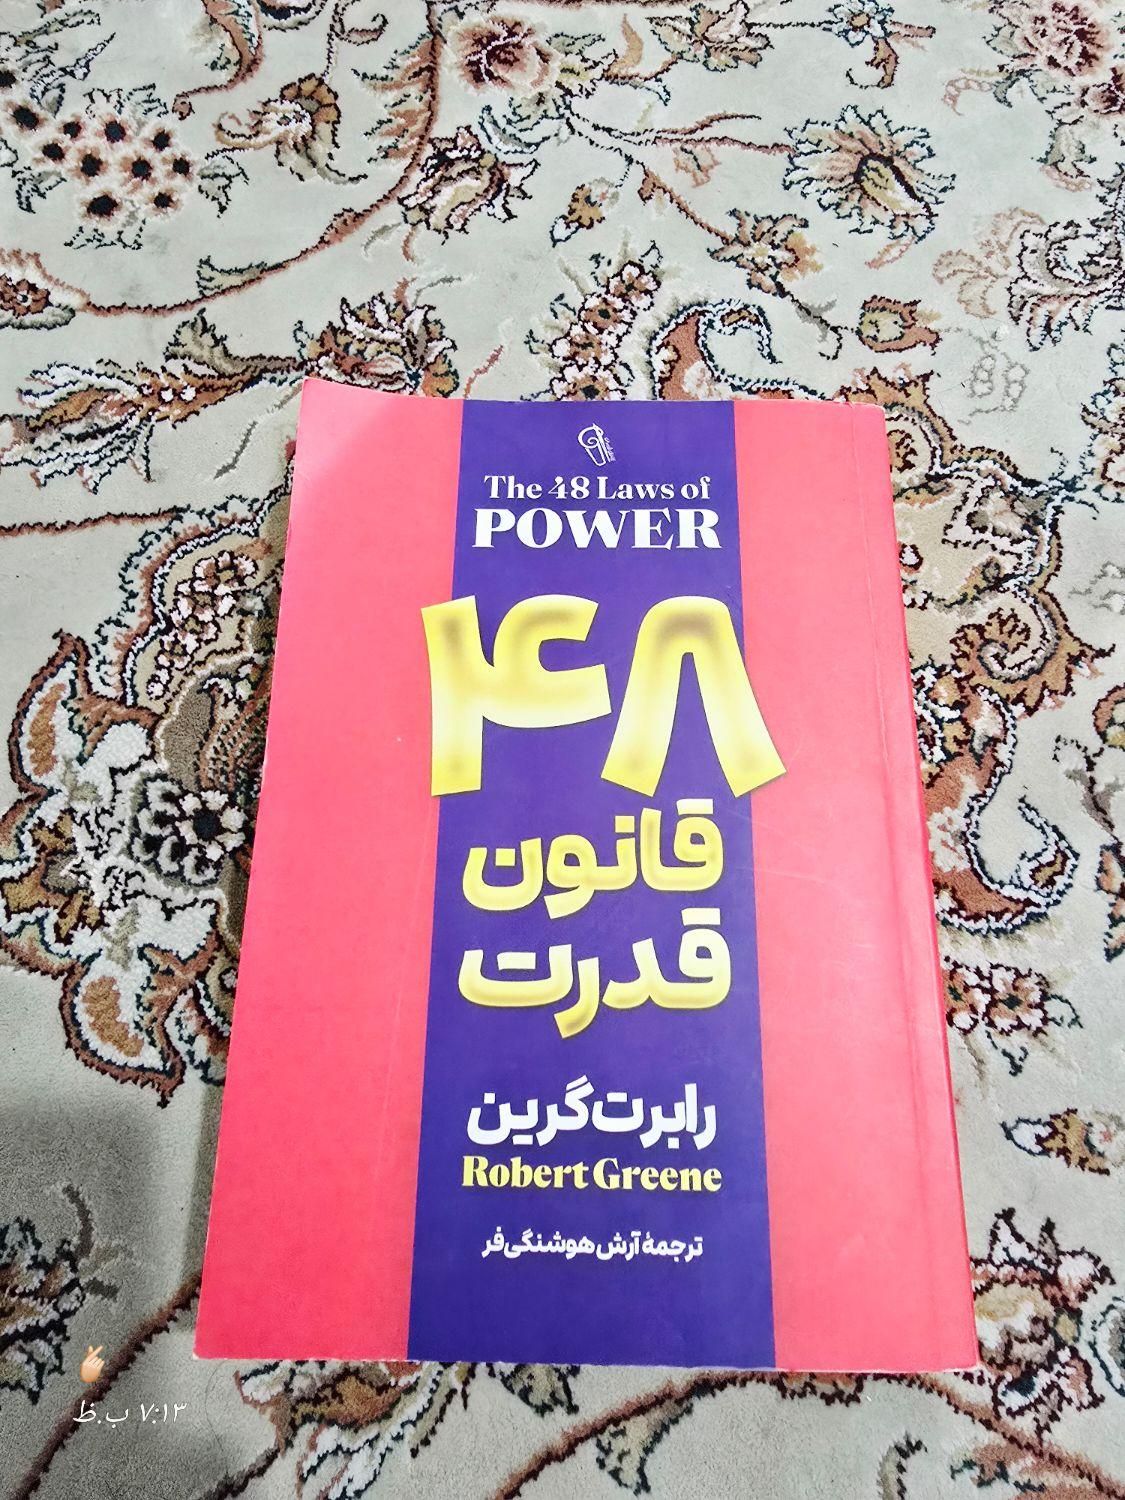 The 48 Laws of
POWER
۴۸
قانون
قدرت
رابرت گرین
Robert Greene
ترجمهٔ آرش هوشنگی‌فر
۷:۱۳ ب.ظ